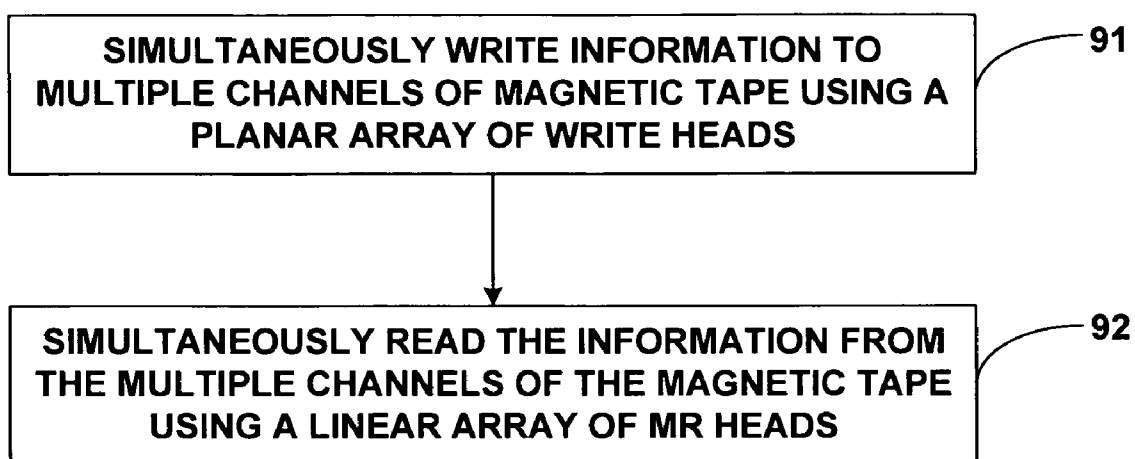 SIMULTANEOUSLY WRITE INFORMATION TO
MULTIPLE CHANNELS OF MAGNETIC TAPE USING A
PLANAR ARRAY OF WRITE HEADS
91
SIMULTANEOUSLY READ THE INFORMATION FROM
THE MULTIPLE CHANNELS OF THE MAGNETIC TAPE
USING A LINEAR ARRAY OF MR HEADS
92